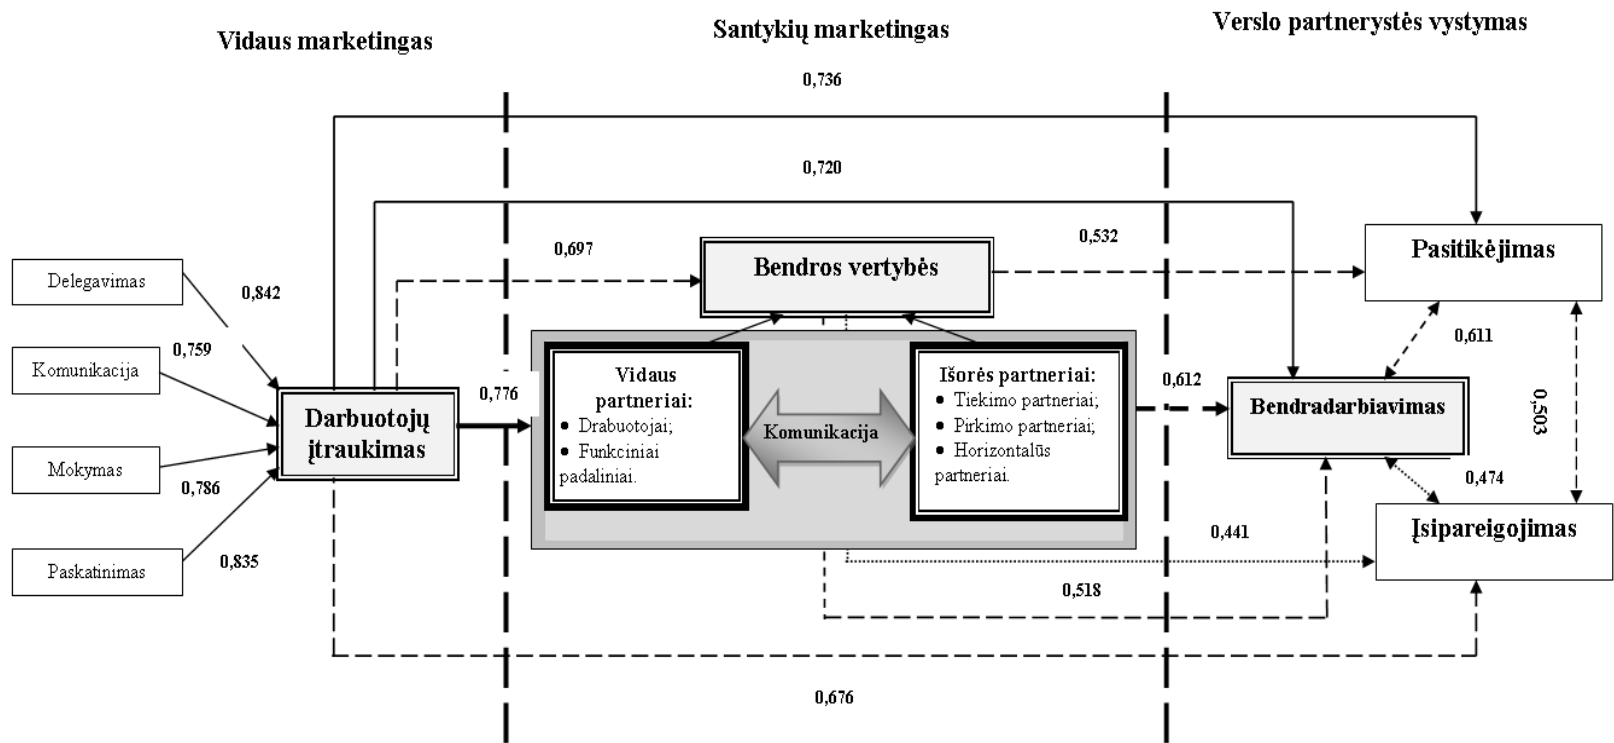 Vidaus marketingas
Santykių marketingas
Verslo partnerystės vystymas
0,736
0,720
0,697
0,532
Bendros vertybės
Pasitikėjimas
Delegavimas
0,842
Komunikacija
0,759
0,611
Darbuotojų
įtraukimas
0,776
Vidaus
partneriai:
• Drabuotojai;
• Funkciniai
padaliniai.
Komunikacija
Išorės partneriai:
• Tiekimo partneriai;
• Pirkimo partneriai;
• Horizontalūs
partneriai.
0,612
Bendradarbiavimas
0,503
Mokymas
0,786
0,474
Paskatinimas
0,835
0,441
Įsipareigojimas
0,518
0,676